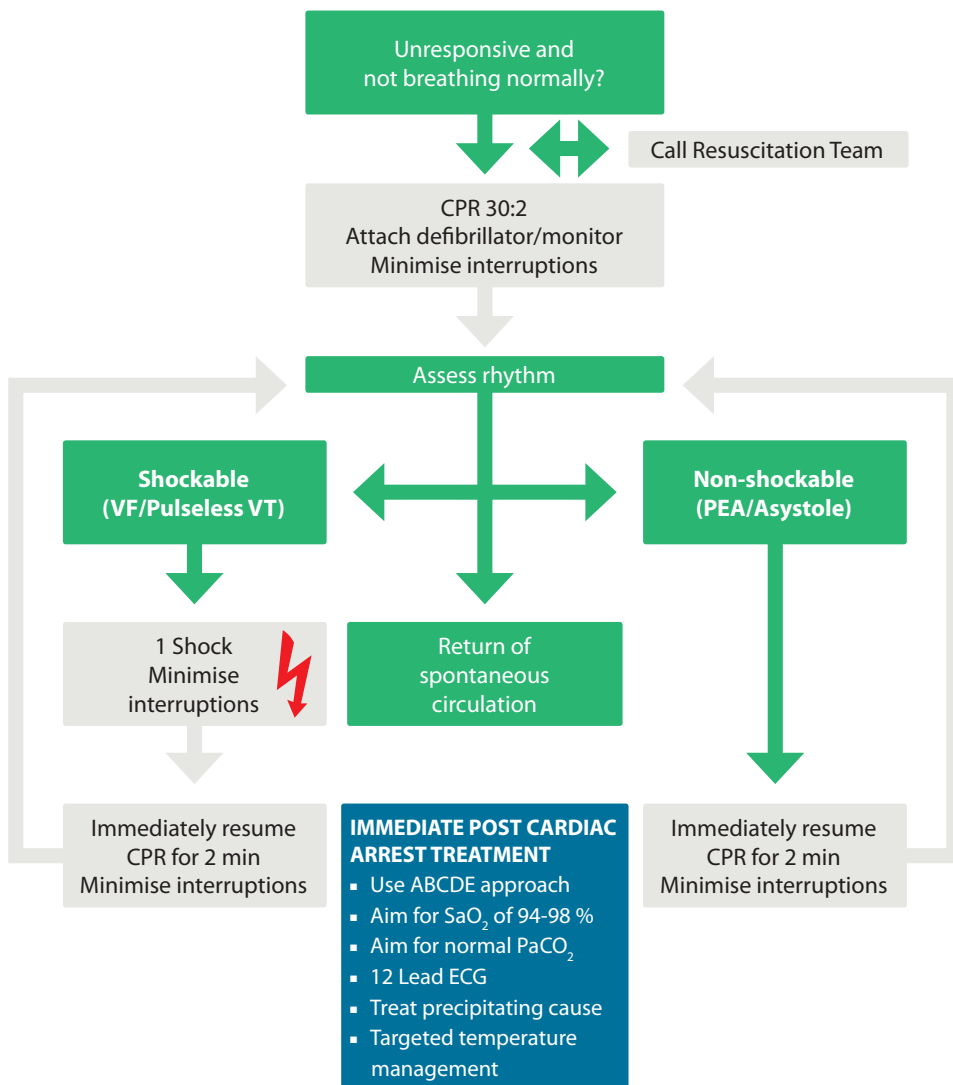 Unresponsive and
not breathing normally?
Call Resuscitation Team
CPR 30:2
Attach defibrillator/monitor
Minimise interruptions
Assess rhythm
Shockable
(VF/Pulseless VT)
Non-shockable
(PEA/Asystole)
1 Shock
Minimise
interruptions
Return of
spontaneous
circulation
Immediately resume
CPR for 2 min
Minimise interruptions
IMMEDIATE POST CARDIAC
ARREST TREATMENT
▪ Use ABCDE approach
▪ Aim for SaO₂ of 94-98 %
▪ Aim for normal PaCO₂
▪ 12 Lead ECG
▪ Treat precipitating cause
▪ Targeted temperature
management
Immediately resume
CPR for 2 min
Minimise interruptions